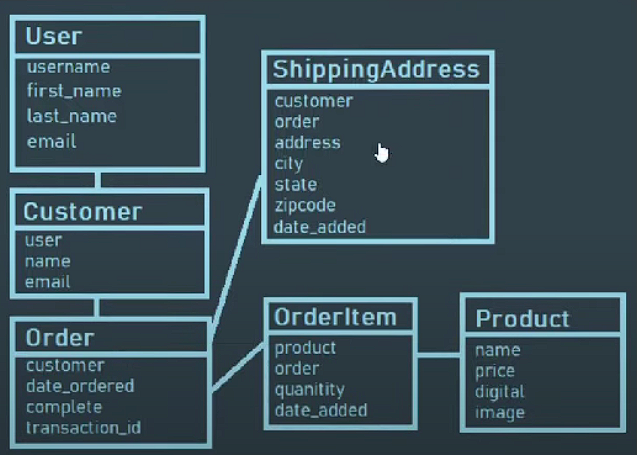 User
username
first_name
last_name
email
Customer
user
name
email
Order
customer
date_ordered
complete
transaction_id
ShippingAddress
customer
order
address
city
state
zipcode
date_added
OrderItem
product
order
quanitity
date_added
Product
name
price
digital
image